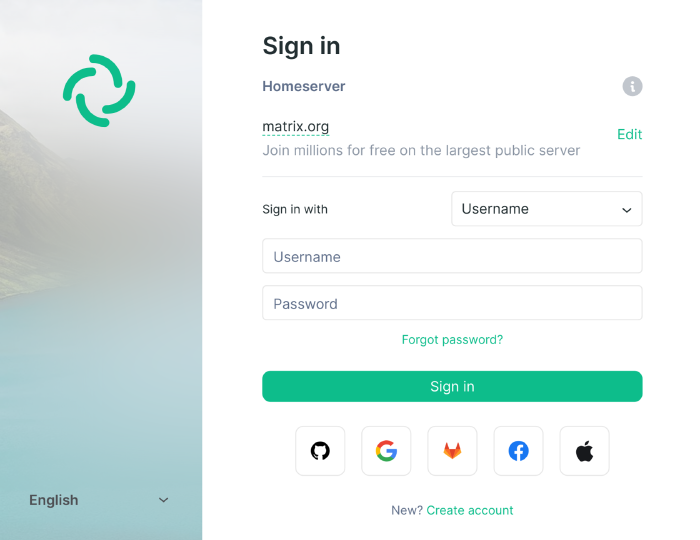 Sign in
Homeserver
matrix.org
Edit
Join millions for free on the largest public server
Sign in with
Username
Username
Password
Forgot password?
Sign in
New? Create account
English